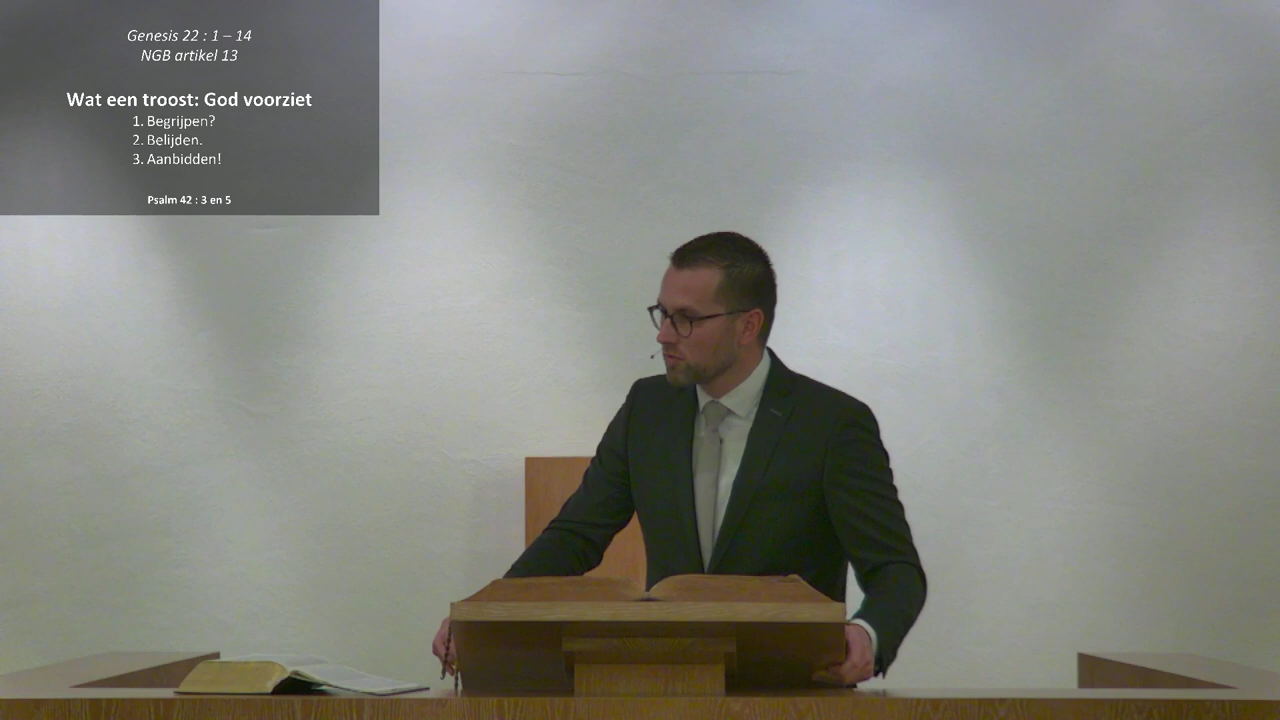 Genesis 22 : 1 – 14
NGB artikel 13
Wat een troost: God voorziet
1. Begrijpen?
2. Belijden.
3. Aanbidden!
Psalm 42 : 3 en 5